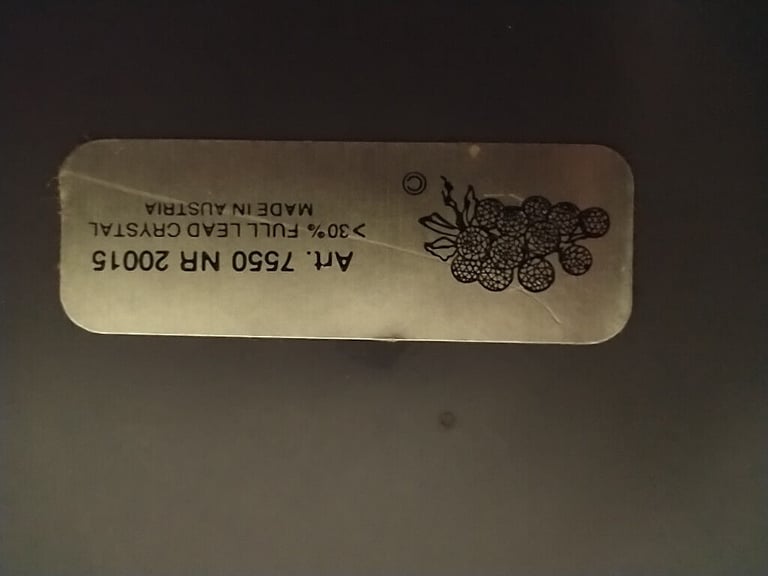 ©
Art. 7550 NR 20015
>30% FULL LEAD CRYSTAL
MADE IN AUSTRIA